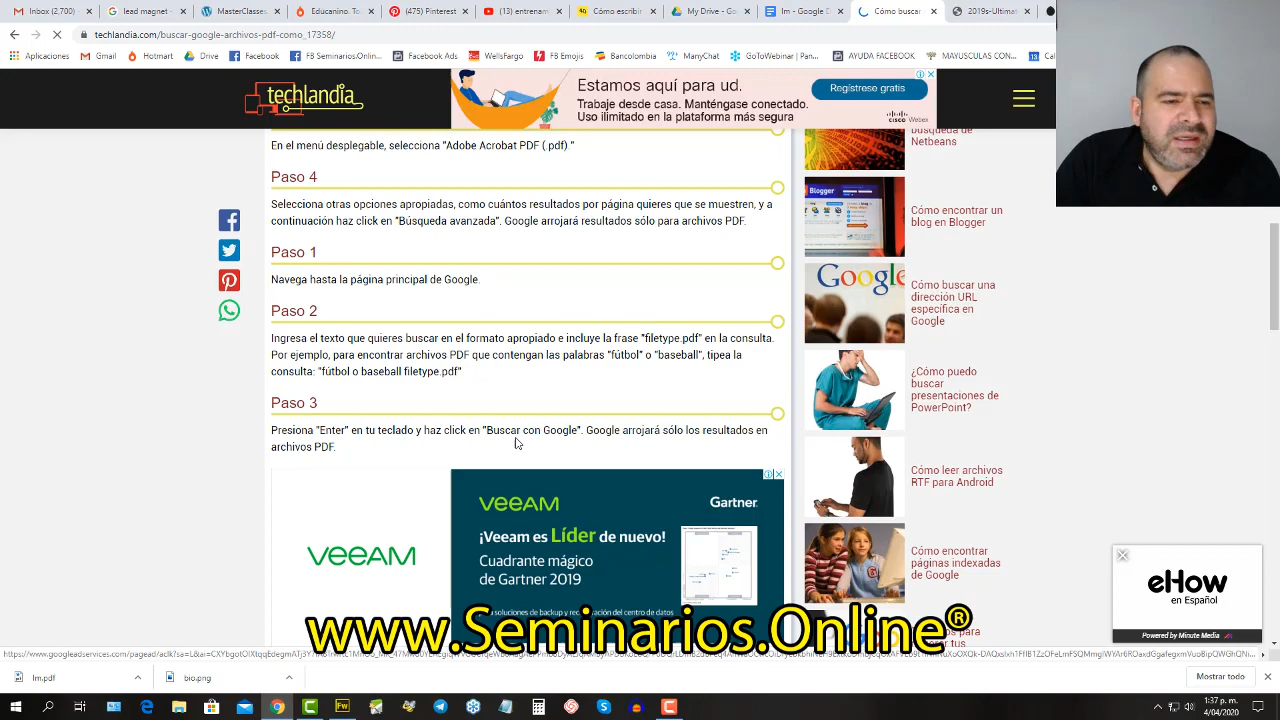 Inbox (2,700)
MasterClass
Educanino. To
(475) Pinterest
(13) entrenam
Cómo escribir
My Drive - Go
ID - Google D
2019-Ultimas
techlandia.com/buscar-google-archivos-pdf-como_17358/
Aplicaciones
Gmail
Hotmart
Drive
Facebook
FB Seminarios.Onli...
Facebook Ads
WellsFargo
FB Emojis
Bancolombia
ManyChat
GoToWebinar | Pan...
AYUDA FACEBOOK
MAYUSCULAS CON...
techlandia
Estamos aquí para ud.
Trabaje desde casa. Manténgase conectado.
Uso ilimitado en la plataforma más segura
Regístrese gratis
CISCO Webex
En el menú desplegable, selecciona "Adobe Acrobat PDF (.pdf)."
Paso 4
Selecciona otras opciones apropiadas, como cuántos resultados por página quieres que se muestren, y a
continuación haz click en "Búsqueda avanzada". Google arrojará resultados sólo para archivos PDF.
Paso 1
Navega hasta la página principal de Google.
Paso 2
Ingresa el texto que quieres buscar en el formato apropiado e incluye la frase "filetype.pdf" en la consulta.
Por ejemplo, para encontrar archivos PDF que contengan las palabras "fútbol" o "baseball", tipea la
consulta: "fútbol o baseball filetype.pdf"
Paso 3
Presiona "Enter" en tu teclado y haz click en "Buscar con Google". Google arrojará sólo los resultados en
archivos PDF.
búsqueda de
Netbeans
Blogger
Cómo encontrar un
blog en Blogger
Google
Cómo buscar una
dirección URL
específica en
Google
¿Cómo puedo
buscar
presentaciones de
PowerPoint?
Cómo leer archivos
RTF para Android
Cómo encontrar
páginas indexadas
de Google
VEEAM
VEEAM
Gartner
¡Veeam es Líder de nuevo!
Cuadrante mágico
de Gartner 2019
eHow
en Español
Powered by Minute Media
www.Seminarios.Online®
lm.pdf
bio.png
Mostrar todo
1:37 p. m.
4/04/2020